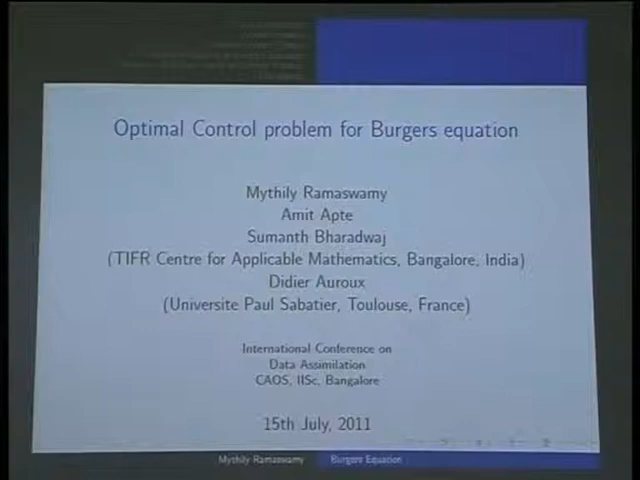 Optimal Control problem for Burgers equation
Mythily Ramaswamy
Amit Apte
Sumanth Bharadwaj
(TIFR Centre for Applicable Mathematics, Bangalore, India)
Didier Auroux
(Universite Paul Sabatier, Toulouse, France)
International Conference on
Data Assimilation
CAOS, IISc, Bangalore
15th July, 2011
Mythily Ramaswamy
Burgers Equation